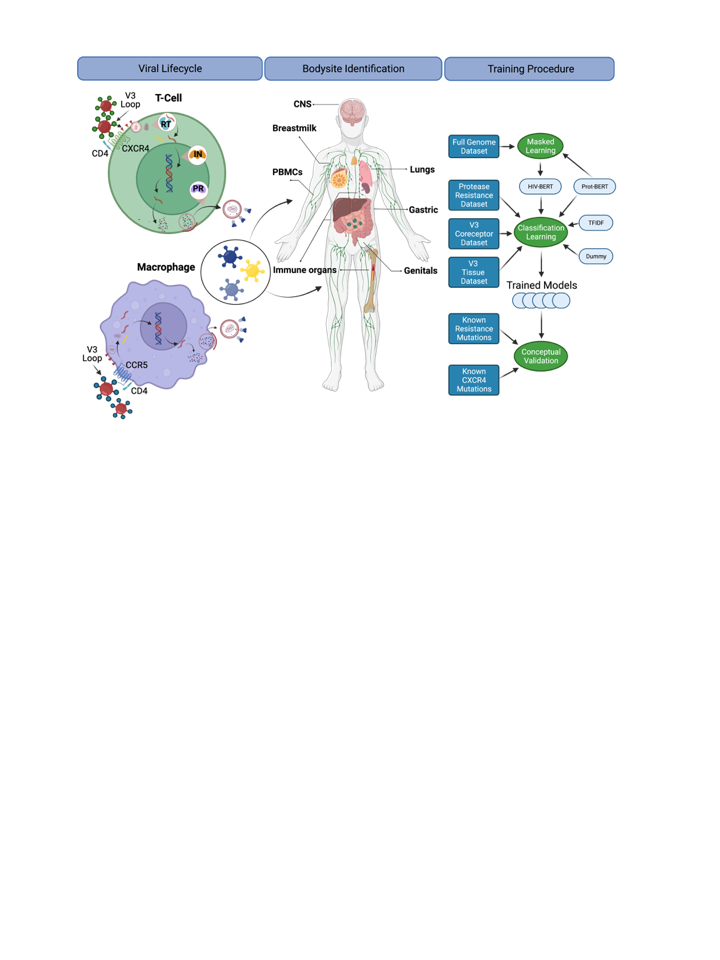 Viral Lifecycle
Bodysite Identification
Training Procedure
V3
Loop
T-Cell
RT
CD4
CXCR4
IN
PR
Macrophage
V3
Loop
CCR5
CD4
CNS
Breastmilk
PBMCs
Lungs
Gastric
Immune organs
Genitals
Full Genome
Dataset
Masked
Learning
Protease
Resistance
Dataset
HIV-BERT
Prot-BERT
V3
Coreceptor
Dataset
Classification
Learning
TFIDF
V3
Tissue
Dataset
Dummy
Trained Models
Known
Resistance
Mutations
Conceptual
Validation
Known
CXCR4
Mutations